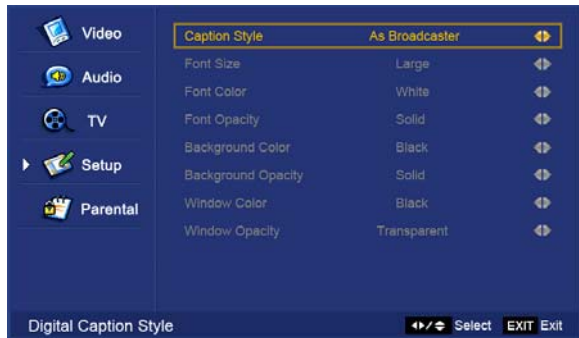 Video
Audio
TV
Setup
Parental
Caption Style As Broadcaster
Font Size Large
Font Color White
Font Opacity Solid
Background Color Black
Background Opacity Solid
Window Color Black
Window Opacity Transparent
Digital Caption Style Select EXIT Exit